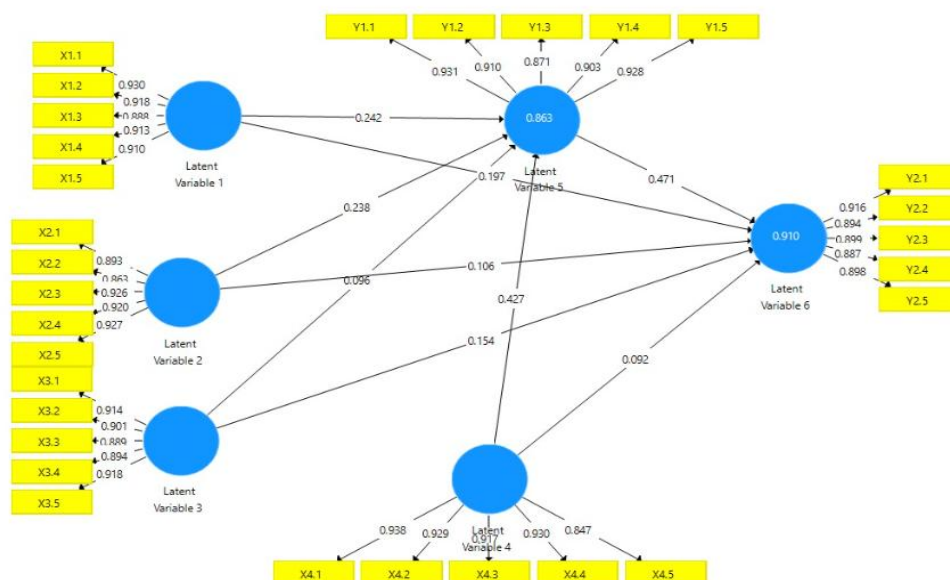 Y1.1
Y1.2
Y1.3
Y1.4
Y1.5
0.931
0.910
0.871
0.903
0.928
X1.1
X1.2
X1.3
X1.4
X1.5
0.930
0.918
0.888
0.913
0.910
Latent
Variable 1
0.242
0.863
Latent
Variable 5
0.197
0.471
0.238
Y2.1
Y2.2
Y2.3
Y2.4
Y2.5
0.916
0.894
0.899
0.887
0.898
0.910
Latent
Variable 6
X2.1
X2.2
X2.3
X2.4
X2.5
0.893
0.863
0.926
0.920
0.927
Latent
Variable 2
0.106
0.096
0.427
0.154
0.092
X3.1
X3.2
X3.3
X3.4
X3.5
0.914
0.901
0.889
0.894
0.918
Latent
Variable 3
Latent
Variable 4
0.938
0.929
0.917
0.930
0.847
X4.1
X4.2
X4.3
X4.4
X4.5